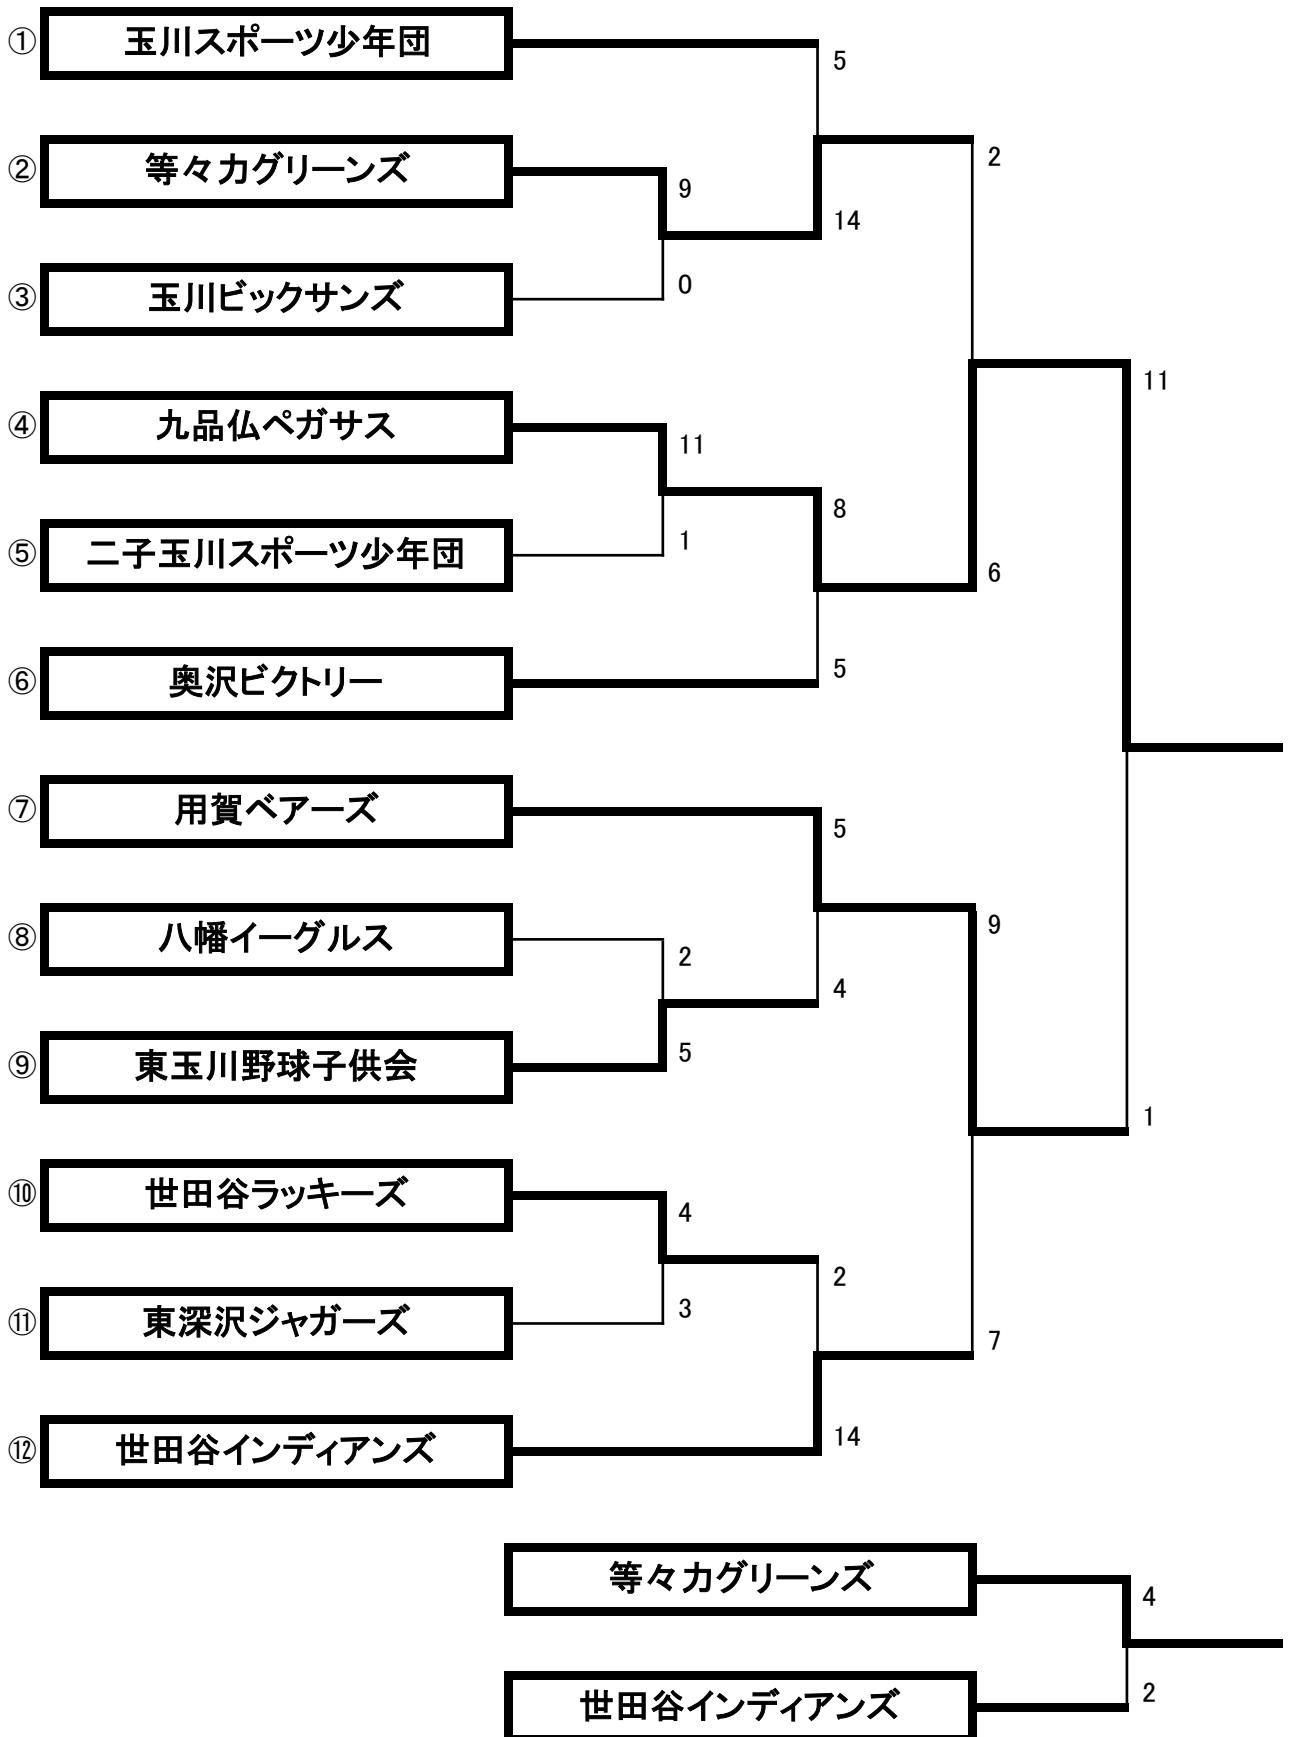 ① 玉川スポーツ少年団
5
② 等々力グリーンズ
2
9
14
③ 玉川ビックサンズ
0
11
④ 九品仏ペガサス
11
8
⑤ 二子玉川スポーツ少年団
1
6
⑥ 奥沢ビクトリー
5
⑦ 用賀ベアーズ
5
⑧ 八幡イーグルス
9
2
4
⑨ 東玉川野球子供会
5
1
⑩ 世田谷ラッキーズ
4
2
⑪ 東深沢ジャガーズ
3
7
⑫ 世田谷インディアンズ
14
等々力グリーンズ
4
世田谷インディアンズ
2